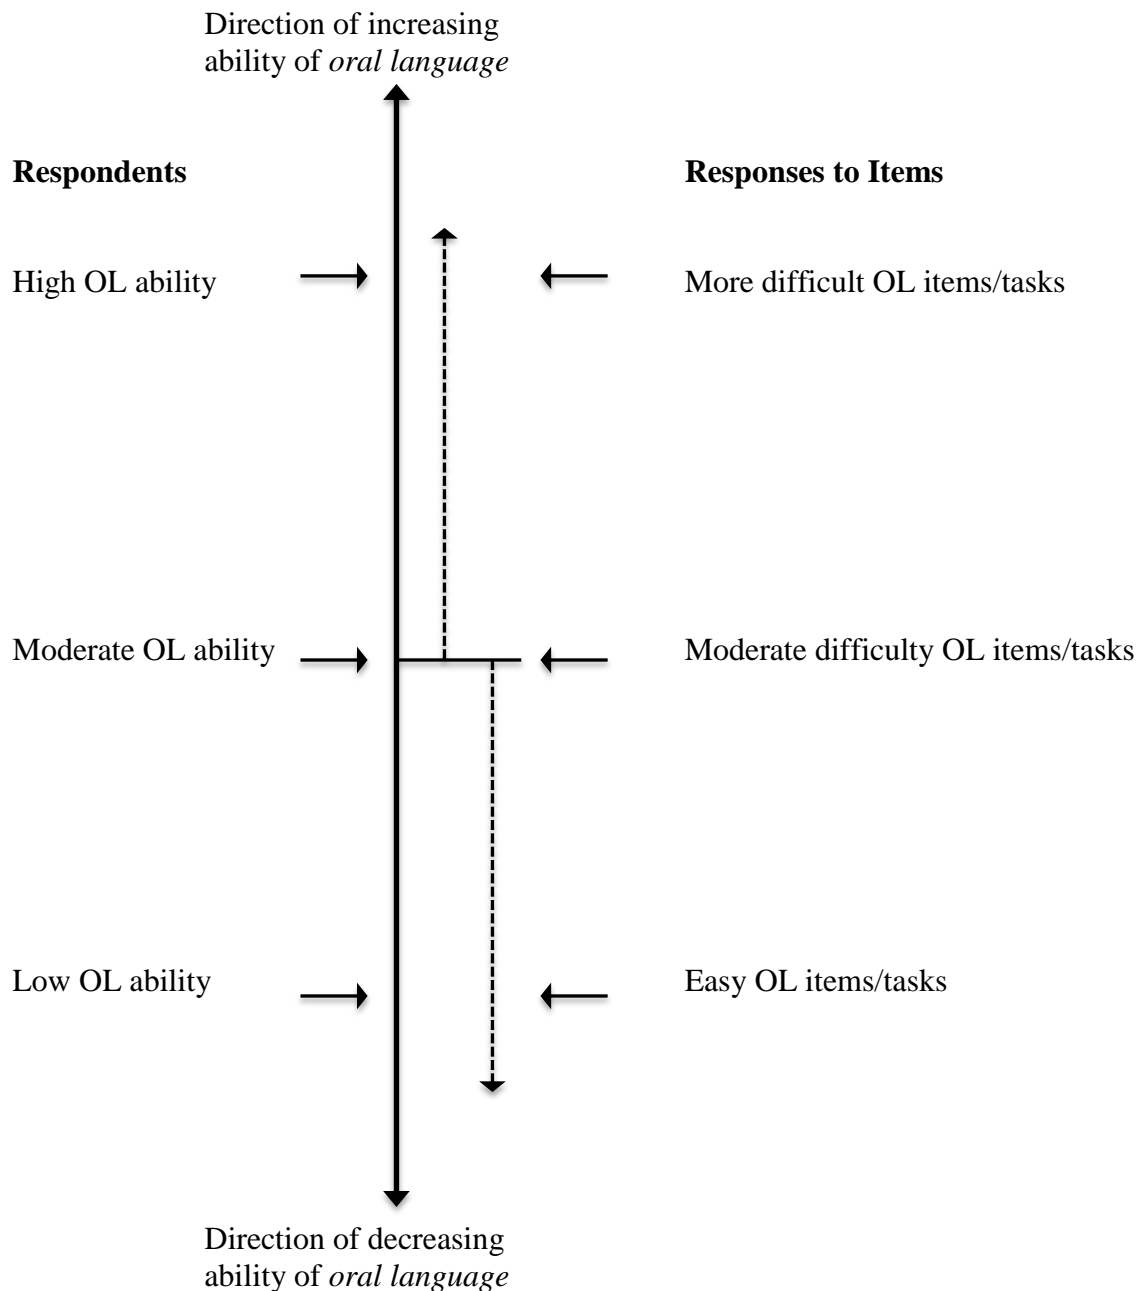 Direction of increasing
ability of oral language
Respondents
Responses to Items
High OL ability
More difficult OL items/tasks
Moderate OL ability
Moderate difficulty OL items/tasks
Low OL ability
Easy OL items/tasks
Direction of decreasing
ability of oral language